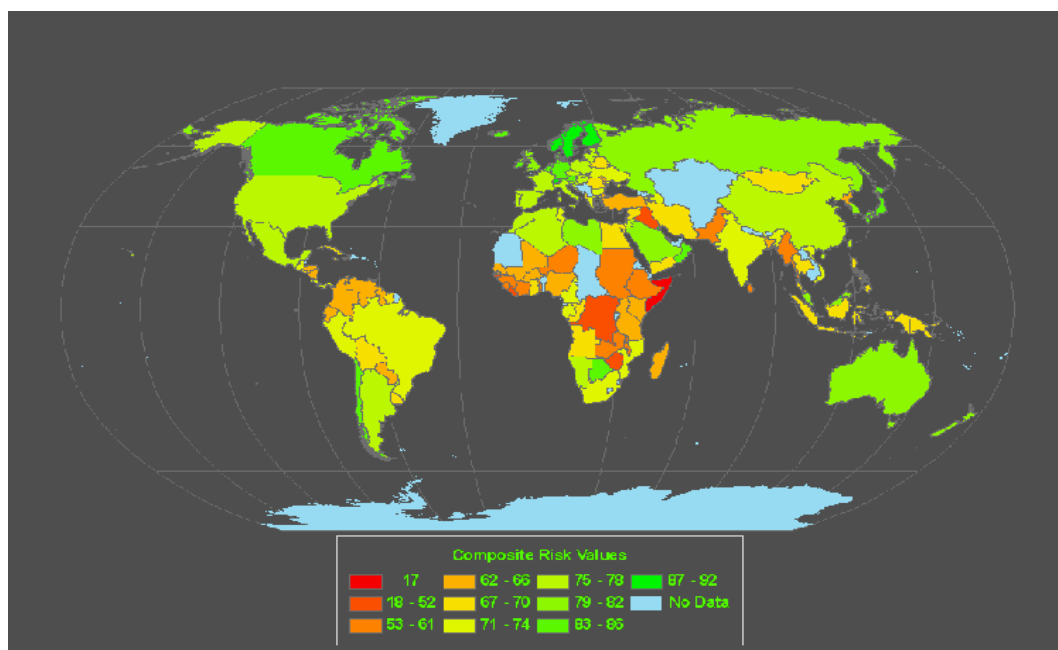 Composite Risk Values
17 62 - 66 75 - 78 87 - 92
18 - 52 67 - 70 79 - 82 No Data
53 - 61 71 - 74 83 - 86